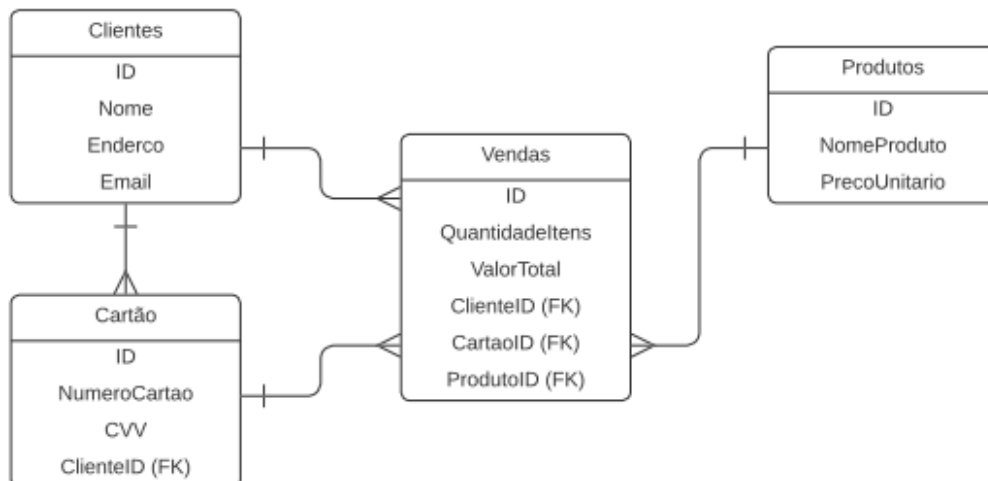 Clientes
ID
Nome
Enderco
Email
Cartão
ID
NumeroCartao
CVV
ClienteID (FK)
Vendas
ID
QuantidadeItens
ValorTotal
ClienteID (FK)
CartaoID (FK)
ProdutoID (FK)
Produtos
ID
NomeProduto
PrecoUnitario